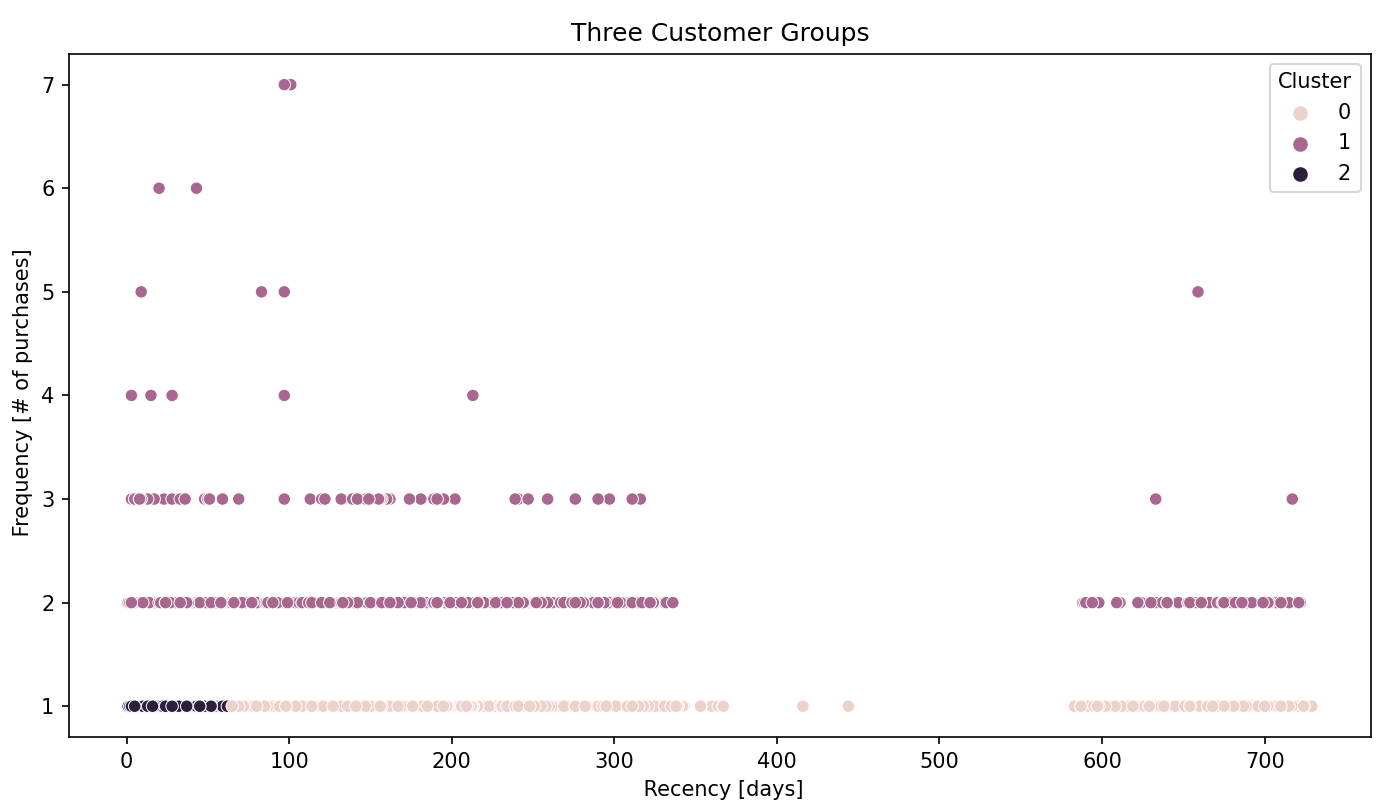 Three Customer Groups
Cluster
0
1
2
7
6
5
4
3
2
1
Frequency [# of purchases]
0 100 200 300 400 500 600 700
Recency [days]